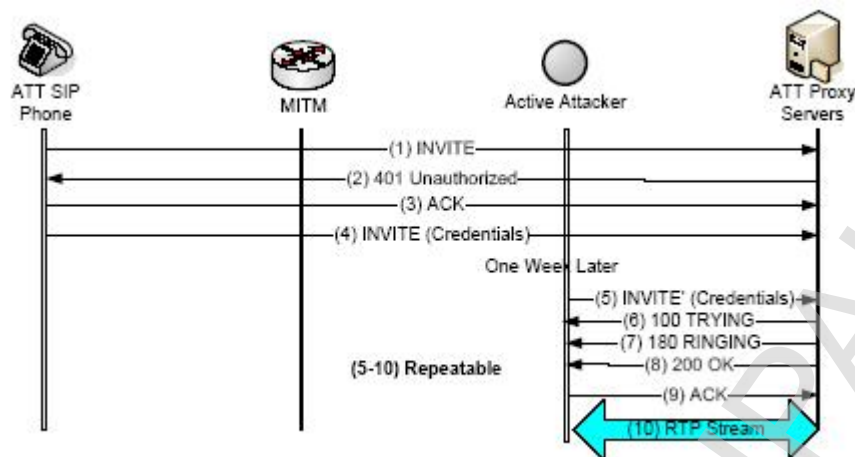 ATT SIP
Phone
MITM
Active Attacker
ATT Proxy
Servers
(1) INVITE
(2) 401 Unauthorized
(3) ACK
(4) INVITE (Credentials)
One Week Later
(5) INVITE' (Credentials)
(6) 100 TRYING
(7) 180 RINGING
(5-10) Repeatable
(8) 200 OK
(9) ACK
(10) RTP Stream